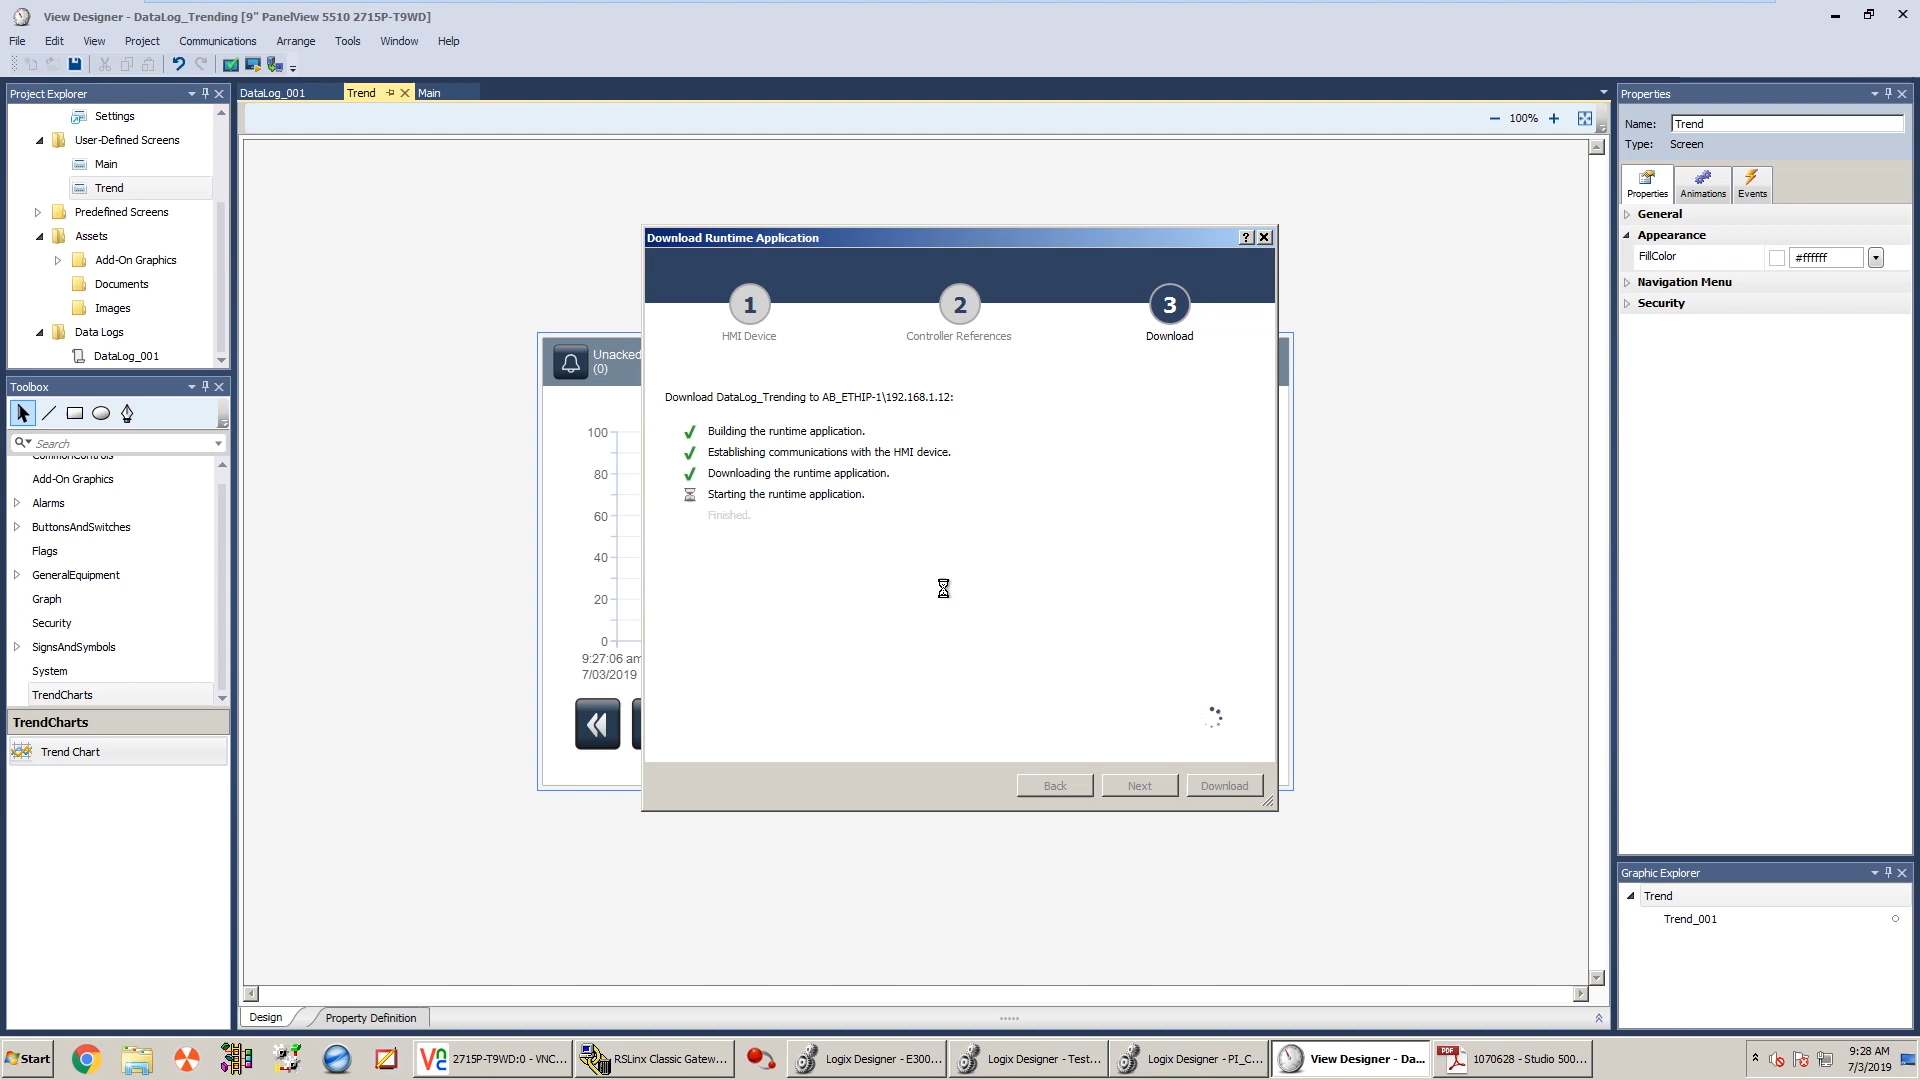 View Designer - DataLog_Trending [9" PanelView 5510 2715P-T9WD]
File Edit View Project Communications Arrange Tools Window Help
Project Explorer
Settings
User-Defined Screens
Main
Trend
Predefined Screens
Assets
Add-On Graphics
Documents
Images
Data Logs
DataLog_001
Toolbox
Search
CommonControls
Add-On Graphics
Alarms
ButtonsAndSwitches
Flags
GeneralEquipment
Graph
Security
SignsAndSymbols
System
TrendCharts
TrendCharts
Trend Chart
DataLog_001 Trend Main
100%
Unacked
(0)
100
80
60
40
20
0
9:27:06 am
7/03/2019
Download Runtime Application
?
1 2 3
HMI Device Controller References Download
Download DataLog_Trending to AB_ETHIP-1\192.168.1.12:
Building the runtime application.
Establishing communications with the HMI device.
Downloading the runtime application.
Starting the runtime application.
Finished.
Back Next Download
Design Property Definition
Properties
Name: Trend
Type: Screen
Properties Animations Events
General
Appearance
FillColor #ffffff
Navigation Menu
Security
Graphic Explorer
Trend
Trend_001
Start
2715P-T9WD:0 - VNC...
RSLinx Classic Gatew...
Logix Designer - E300...
Logix Designer - Test...
Logix Designer - PI_C...
View Designer - Da...
PDF
1070628 - Studio 500...
9:28 AM
7/3/2019